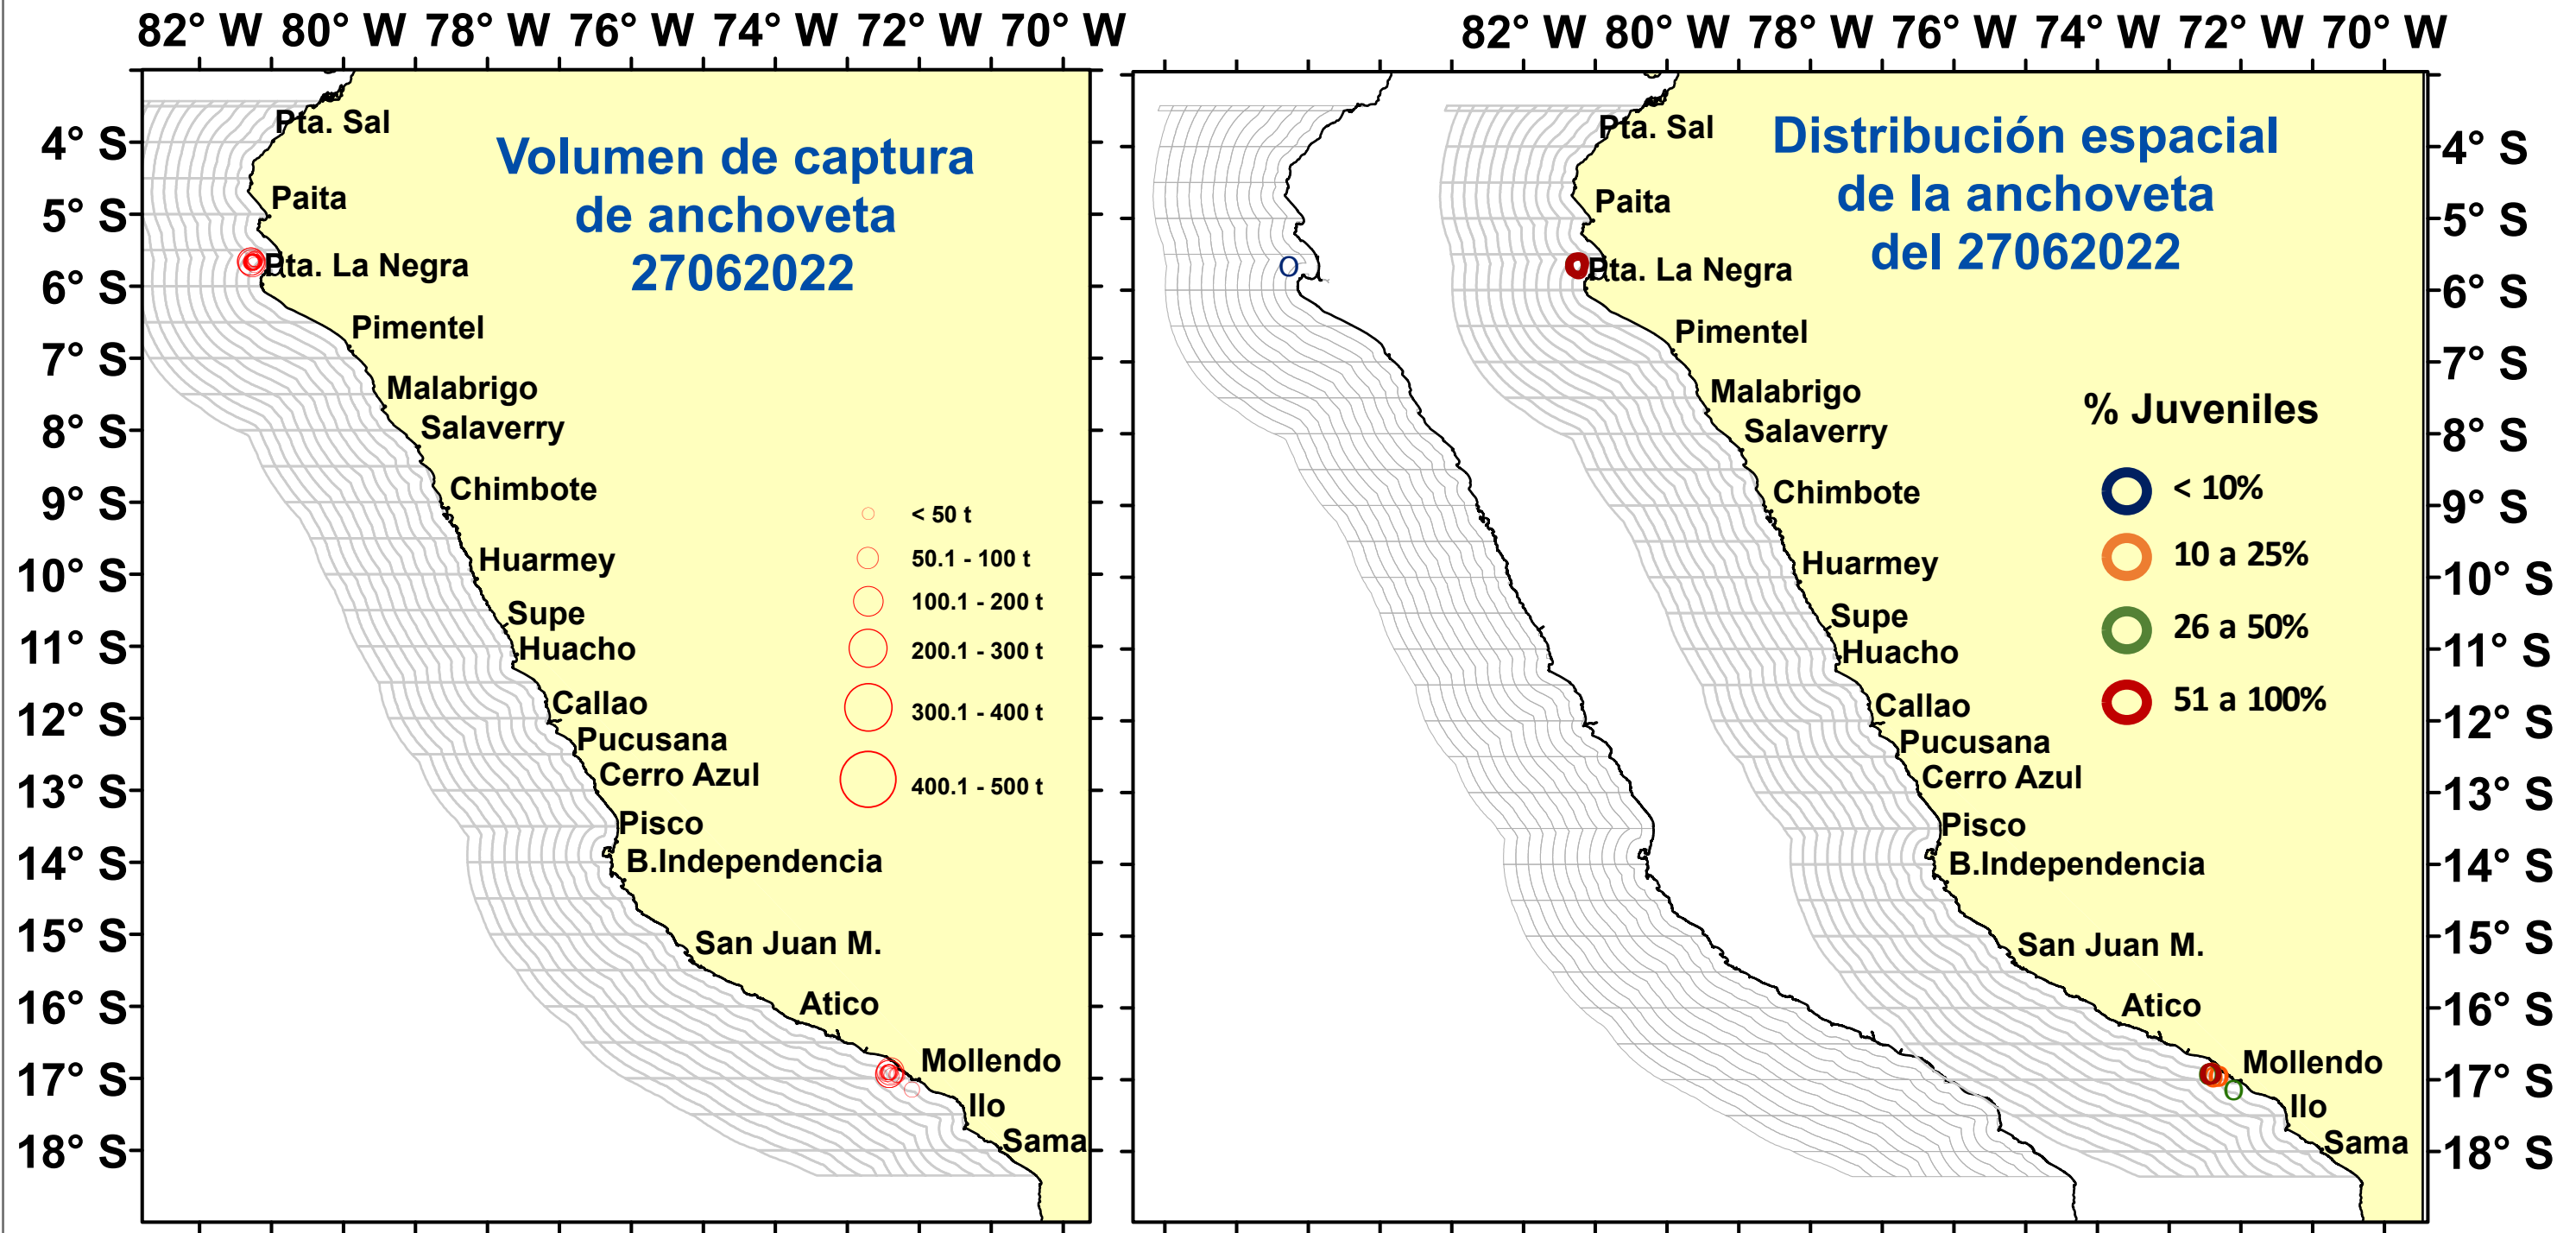 82° W 80° W 78° W 76° W 74° W 72° W 70° W
Volumen de captura
de anchoveta
27062022
4° S
5° S
6° S
7° S
8° S
9° S
10° S
11° S
12° S
13° S
14° S
15° S
16° S
17° S
18° S
Pta. Sal
Paita
Pta. La Negra
Pimentel
Malabrigo
Salaverry
Chimbote
Huarmey
Supe
Huacho
Callao
Pucusana
Cerro Azul
Pisco
B.Independencia
San Juan M.
Atico
Mollendo
Ilo
Sama
< 50 t
50.1 - 100 t
100.1 - 200 t
200.1 - 300 t
300.1 - 400 t
400.1 - 500 t
82° W 80° W 78° W 76° W 74° W 72° W 70° W
Distribución espacial
de la anchoveta
del 27062022
Pta. Sal
Paita
Pta. La Negra
Pimentel
Malabrigo
Salaverry
Chimbote
Huarmey
Supe
Huacho
Callao
Pucusana
Cerro Azul
Pisco
B.Independencia
San Juan M.
Atico
Mollendo
Ilo
Sama
% Juveniles
< 10%
10 a 25%
26 a 50%
51 a 100%
4° S
5° S
6° S
7° S
8° S
9° S
10° S
11° S
12° S
13° S
14° S
15° S
16° S
17° S
18° S